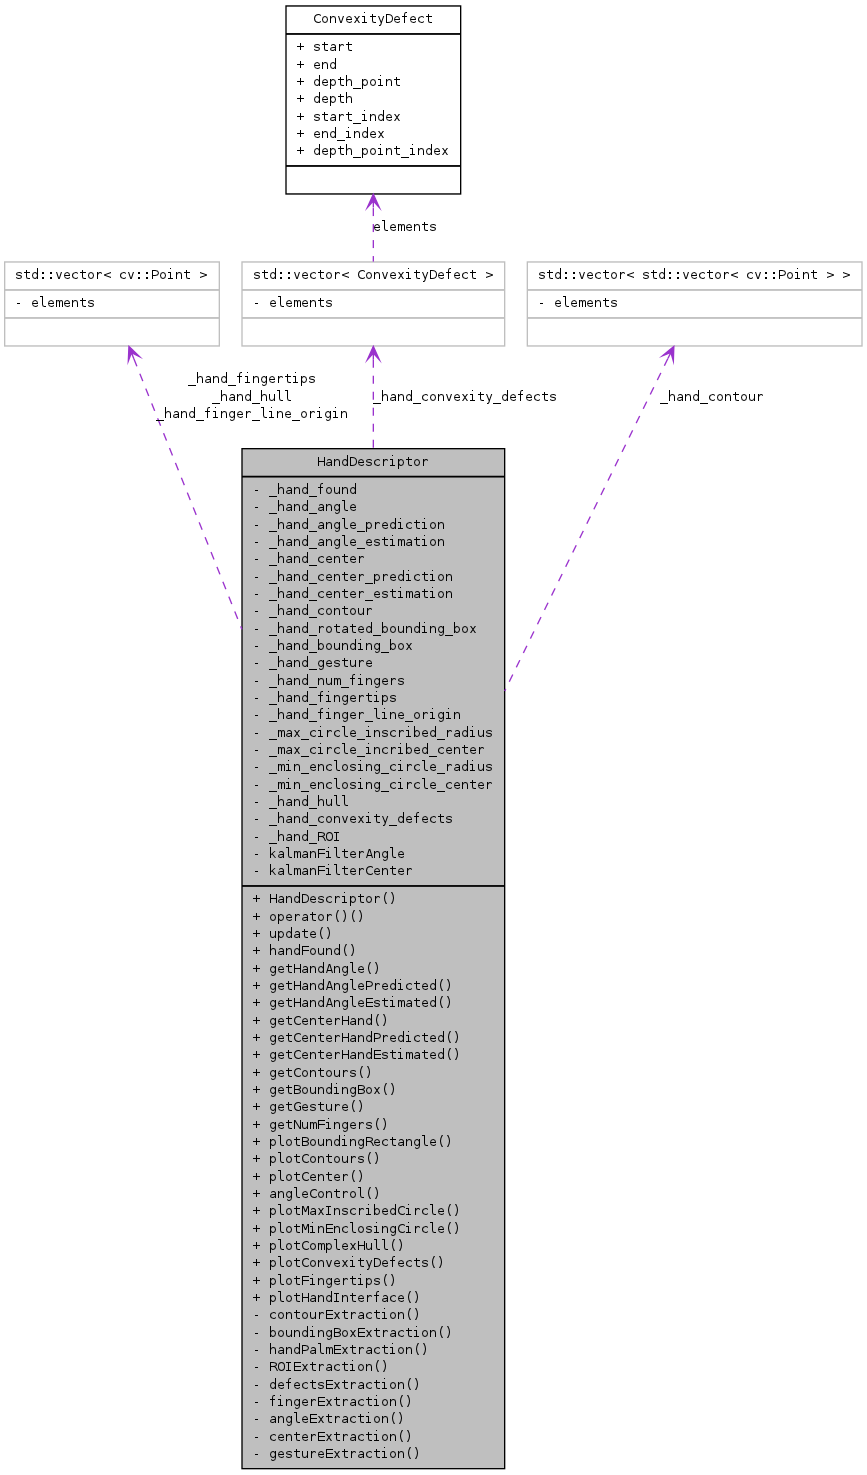 ConvexityDefect
+ start
+ end
+ depth_point
+ depth
+ start_index
+ end_index
+ depth_point_index
elements
std::vector< cv::Point >
- elements
std::vector< ConvexityDefect >
- elements
std::vector< std::vector< cv::Point > >
- elements
_hand_fingertips
_hand_hull
_hand_finger_line_origin
_hand_convexity_defects
_hand_contour
HandDescriptor
- _hand_found
- _hand_angle
- _hand_angle_prediction
- _hand_angle_estimation
- _hand_center
- _hand_center_prediction
- _hand_center_estimation
- _hand_contour
- _hand_rotated_bounding_box
- _hand_bounding_box
- _hand_gesture
- _hand_num_fingers
- _hand_fingertips
- _hand_finger_line_origin
- _max_circle_inscribed_radius
- _max_circle_incribed_center
- _min_enclosing_circle_radius
- _min_enclosing_circle_center
- _hand_hull
- _hand_convexity_defects
- _hand_ROI
- kalmanFilterAngle
- kalmanFilterCenter
+ HandDescriptor()
+ operator()()
+ update()
+ handFound()
+ getHandAngle()
+ getHandAnglePredicted()
+ getHandAngleEstimated()
+ getCenterHand()
+ getCenterHandPredicted()
+ getCenterHandEstimated()
+ getContours()
+ getBoundingBox()
+ getGesture()
+ getNumFingers()
+ plotBoundingRectangle()
+ plotContours()
+ plotCenter()
+ angleControl()
+ plotMaxInscribedCircle()
+ plotMinEnclosingCircle()
+ plotComplexHull()
+ plotConvexityDefects()
+ plotFingertips()
+ plotHandInterface()
- contourExtraction()
- boundingBoxExtraction()
- handPalmExtraction()
- ROIExtraction()
- defectsExtraction()
- fingerExtraction()
- angleExtraction()
- centerExtraction()
- gestureExtraction()